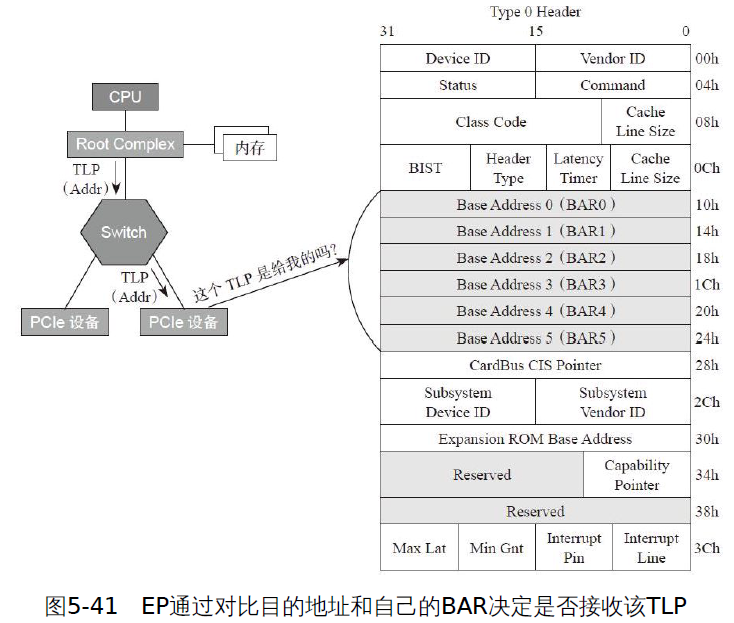 Type 0 Header
31 15 0
Device ID Vendor ID 00h
Status Command 04h
Class Code Cache Line Size 08h
BIST Header Type Latency Timer Cache Line Size 0Ch
Base Address 0（BAR0） 10h
Base Address 1（BAR1） 14h
Base Address 2（BAR2） 18h
Base Address 3（BAR3） 1Ch
Base Address 4（BAR4） 20h
Base Address 5（BAR5） 24h
CardBus CIS Pointer 28h
Subsystem Device ID Subsystem Vendor ID 2Ch
Expansion ROM Base Address 30h
Reserved Capability Pointer 34h
Reserved 38h
Max Lat Min Gnt Interrupt Pin Interrupt Line 3Ch
CPU
Root Complex
内存
TLP
（Addr）
Switch
TLP
（Addr）
这个 TLP 是给我的吗?
PCIe 设备
PCIe 设备
图5-41 EP通过对比目的地址和自己的BAR决定是否接收该TLP